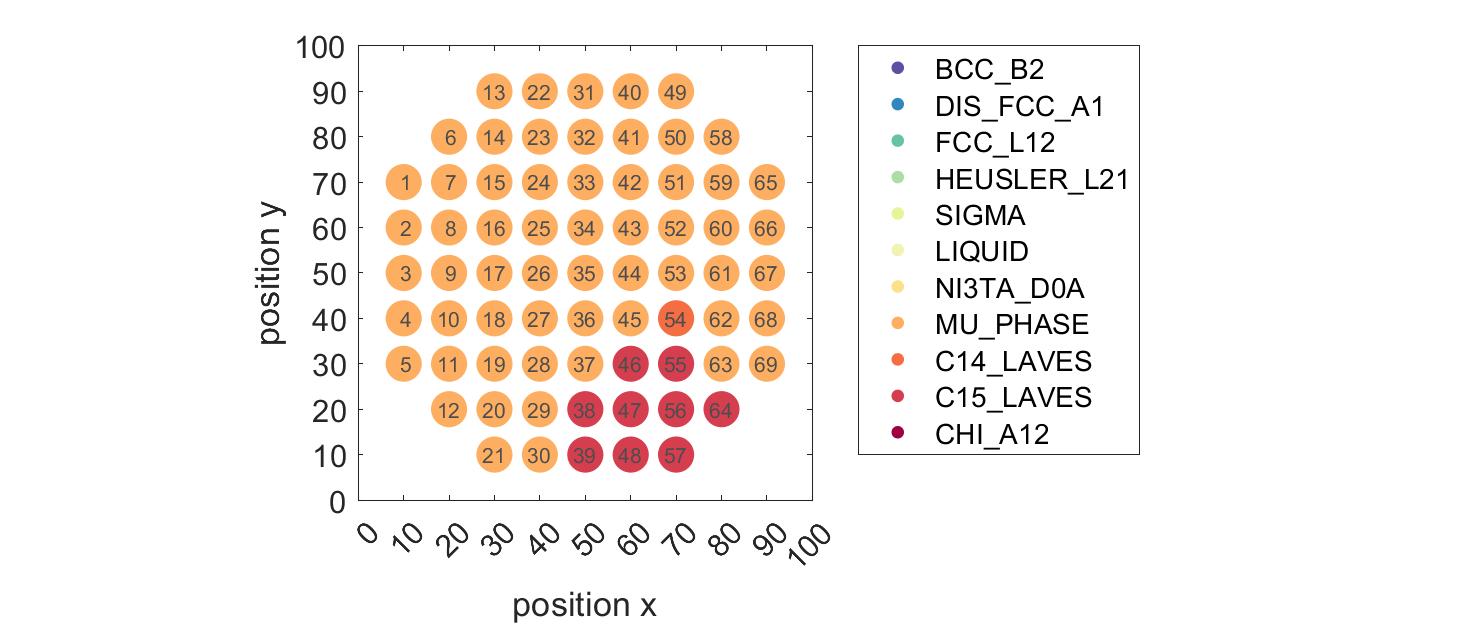 100
90 13 22 31 40 49
80 6 14 23 32 41 50 58
70 1 7 15 24 33 42 51 59 65
60 2 8 16 25 34 43 52 60 66
50 3 9 17 26 35 44 53 61 67
40 4 10 18 27 36 45 54 62 68
30 5 11 19 28 37 46 55 63 69
20 12 20 29 38 47 56 64
10 21 30 39 48 57
0
0 10 20 30 40 50 60 70 80 90 100
position x
position y
BCC_B2
DIS_FCC_A1
FCC_L12
HEUSLER_L21
SIGMA
LIQUID
NI3TA_D0A
MU_PHASE
C14_LAVES
C15_LAVES
CHI_A12